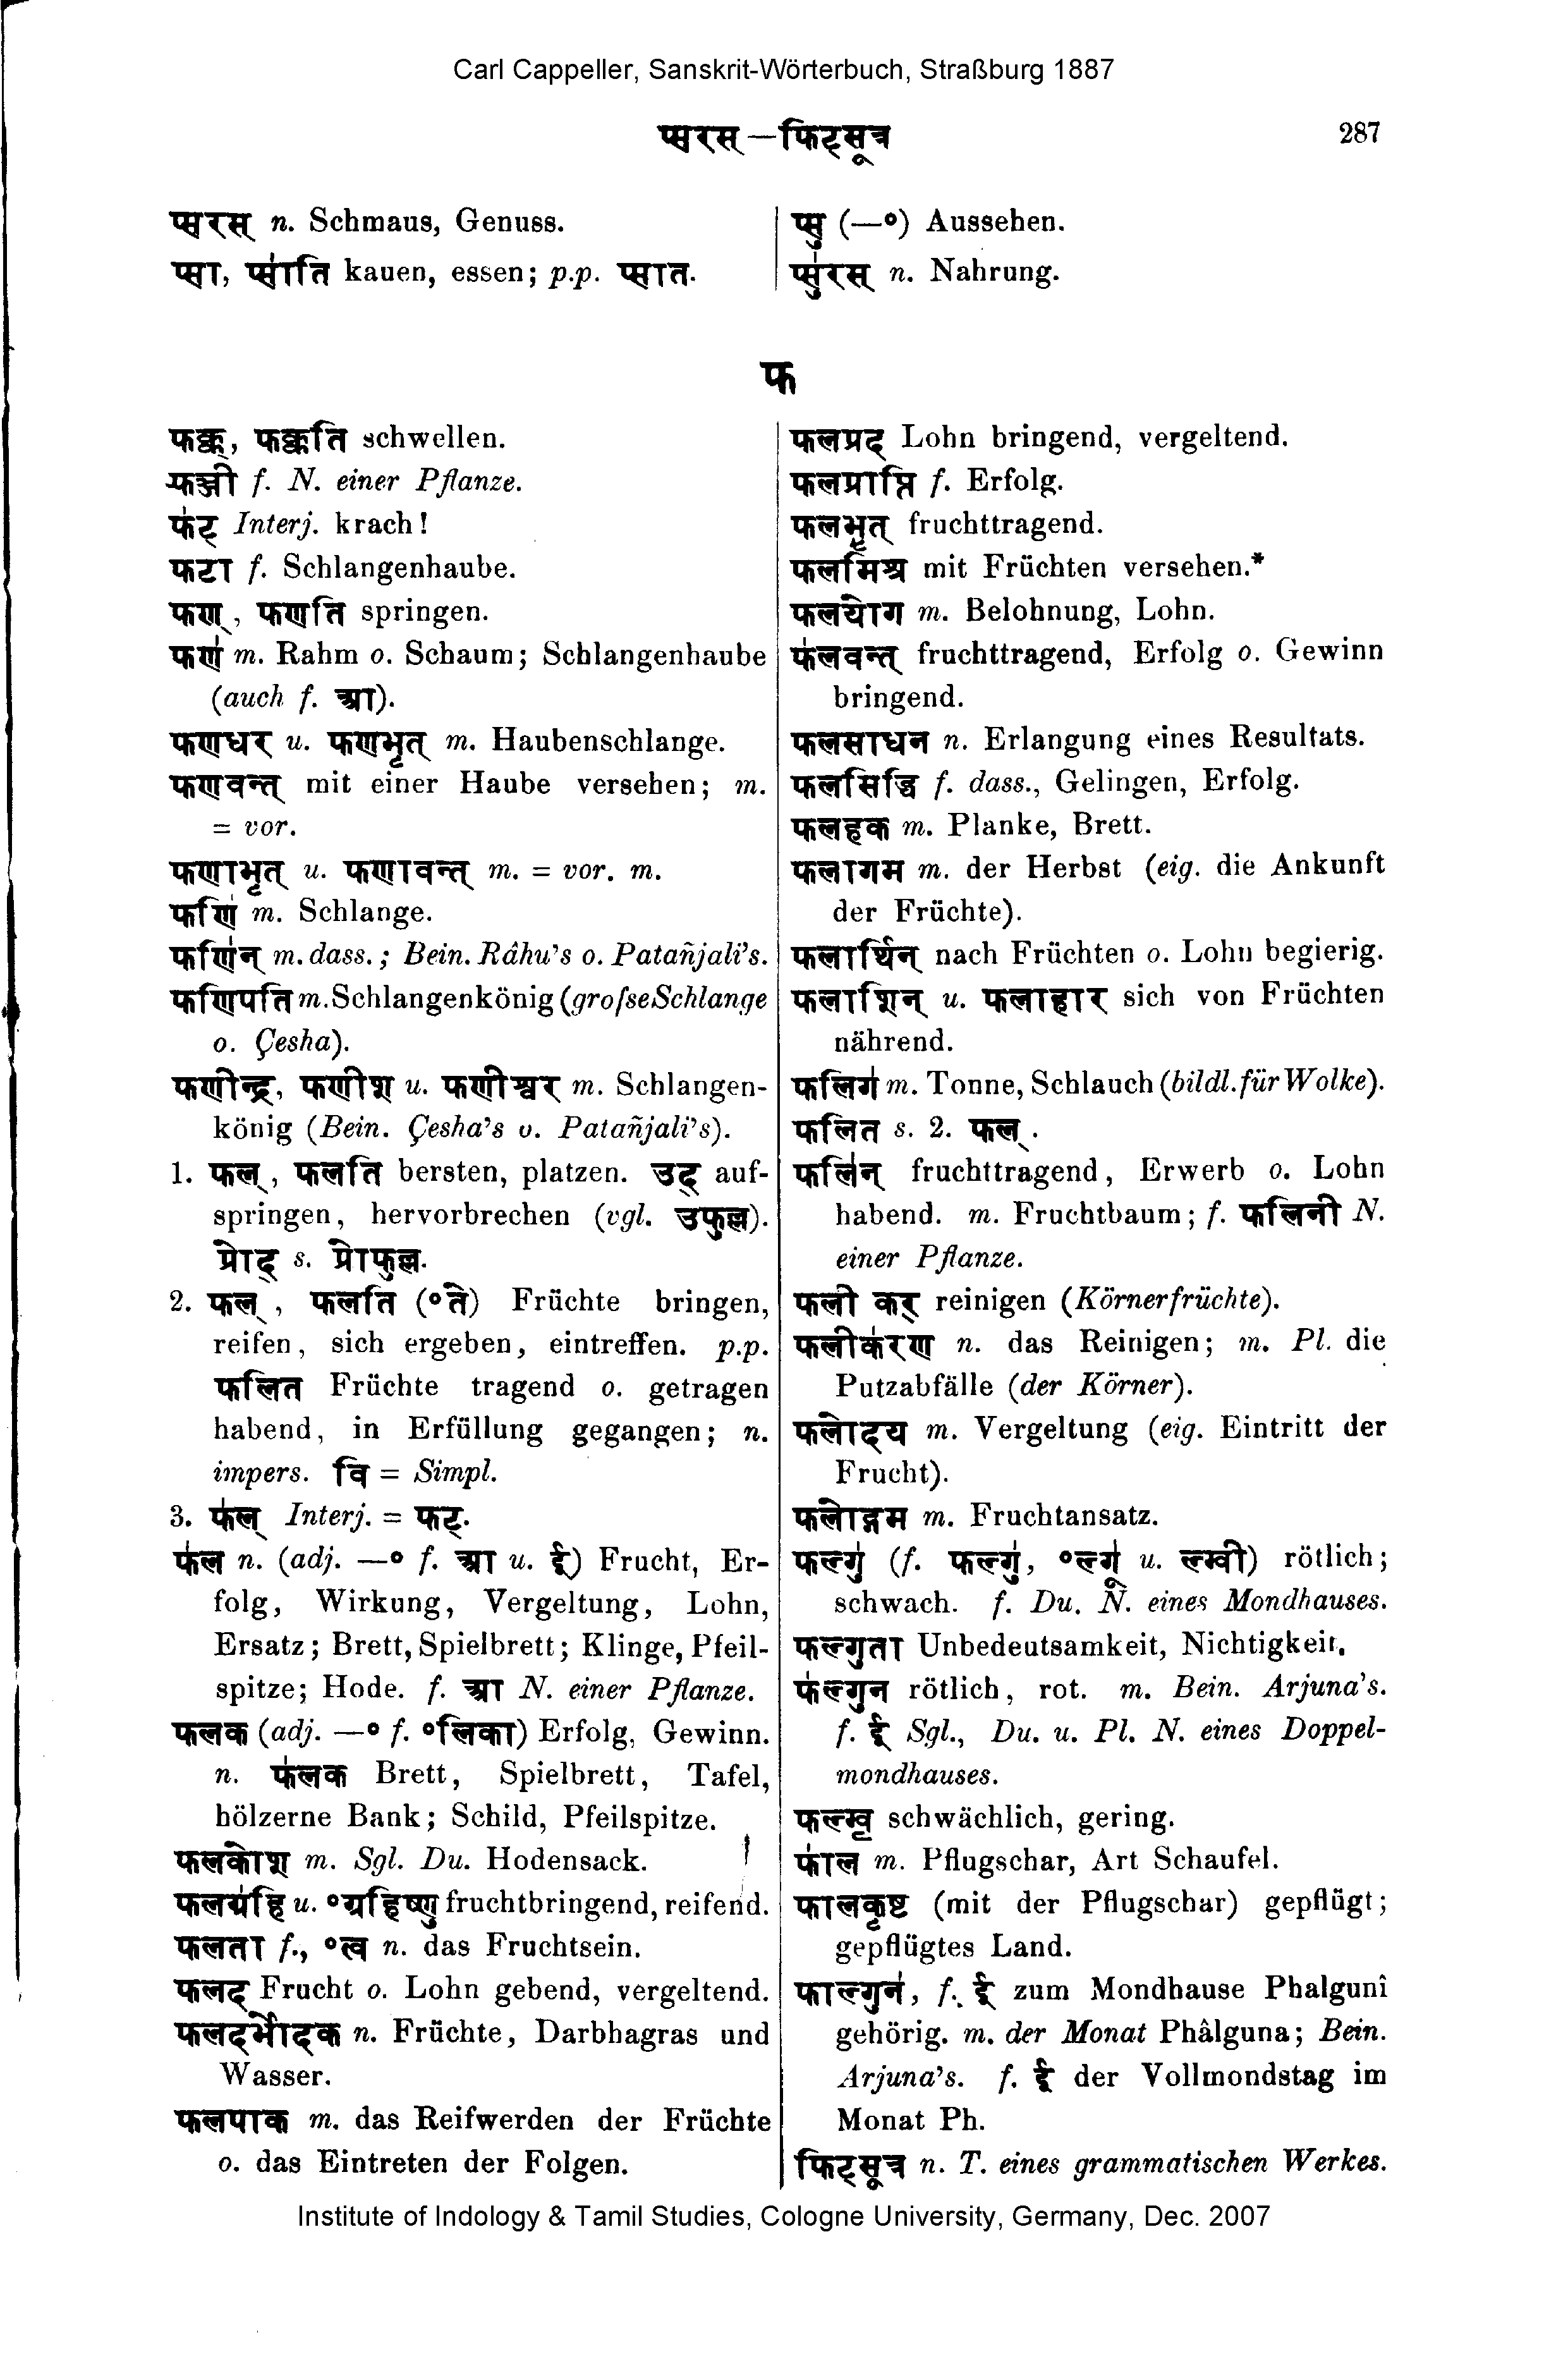 Carl Cappeller, Sanskrit-Wörterbuch, Straßburg 1887
प्सरस् — फिट्सूत्र 287
प्सरस् n. Schmaus, Genuss.
प्सा, प्सा॑ति kauen, essen; p.p. प्सात.
प्सु (—°) Aussehen.
प्सु॑रस् n. Nahrung.
फ
फक्क्, फक्कति schwellen.
फञ्जी f. N. einer Pflanze.
फ॑ट् Interj. krach!
फटा f. Schlangenhaube.
फण्, फणति springen.
फण॑ m. Rahm o. Schaum; Schlangenhaube
(auch f. आ).
फणधर u. फणभृत् m. Haubenschlange.
फणवन्त् mit einer Haube versehen; m.
= vor.
फणाभृत् u. फणावन्त् m. = vor. m.
फणि॑ m. Schlange.
फणि॑न् m. dass.; Bein. Râhu's o. Patañjali's.
फणिपति m. Schlangenkönig (grofse Schlange
o. Çesha).
फणीन्द्र, फणीश u. फणीश्वर m. Schlangen-
könig (Bein. Çesha's o. Patañjali's).
1. फल्, फलति bersten, platzen. उद् auf-
springen, hervorbrechen (vgl. उफुल्ल).
प्रोद् s. प्रोफुल्ल.
2. फल्, फलति (°ते) Früchte bringen,
reifen, sich ergeben, eintreffen. p.p.
फलित Früchte tragend o. getragen
habend, in Erfüllung gegangen; n.
impers. वि = Simpl.
3. फ॑ल् Interj. = फट्.
फ॑ल n. (adj. —° f. आ u. ई) Frucht, Er-
folg, Wirkung, Vergeltung, Lohn,
Ersatz; Brett, Spielbrett; Klinge, Pfeil-
spitze; Hode. f. आ N. einer Pflanze.
फलक (adj. —° f. °लिका) Erfolg, Gewinn.
n. फ॑लक Brett, Spielbrett, Tafel,
hölzerne Bank; Schild, Pfeilspitze.
फलकोश m. Sgl. Du. Hodensack.
फलग्र॑हि u. °ग्रहिष्णु fruchtbringend, reifend.
फलता f., °त्व n. das Fruchtsein.
फलद Frucht o. Lohn gebend, vergeltend.
फलदर्भोदक n. Früchte, Darbhagras und
Wasser.
फलपाक m. das Reifwerden der Früchte
o. das Eintreten der Folgen.
फलप्रद Lohn bringend, vergeltend.
फलप्राप्ति f. Erfolg.
फलभृत् fruchttragend.
फलमिश्र mit Früchten versehen.*
फलयोग m. Belohnung, Lohn.
फ॑लवन्त् fruchttragend, Erfolg o. Gewinn
bringend.
फलसाधन n. Erlangung eines Resultats.
फलसिद्धि f. dass., Gelingen, Erfolg.
फलहक m. Planke, Brett.
फलागम m. der Herbst (eig. die Ankunft
der Früchte).
फलार्थिन् nach Früchten o. Lohn begierig.
फलाशिन् u. फलाहार sich von Früchten
nährend.
फलिग॑ m. Tonne, Schlauch (bildl. für Wolke).
फलित s. 2. फल्.
फलि॑न् fruchttragend, Erwerb o. Lohn
habend. m. Fruchtbaum; f. फलिनी N.
einer Pflanze.
फली कर् reinigen (Körnerfrüchte).
फलीक॑रण n. das Reinigen; m. Pl. die
Putzabfälle (der Körner).
फलोदय m. Vergeltung (eig. Eintritt der
Frucht).
फलोद्गम m. Fruchtansatz.
फल्गु॑ (f. फल्गु॑, °ल्गू॑ u. ल्ग्वी) rötlich;
schwach. f. Du. N. eines Mondhauses.
फल्गुता Unbedeutsamkeit, Nichtigkeit.
फ॑ल्गुन rötlich, rot. m. Bein. Arjuna's.
f. ई Sgl., Du. u. Pl. N. eines Doppel-
mondhauses.
फल्ग्व schwächlich, gering.
फा॑ल m. Pflugschar, Art Schaufel.
फालकृष्ट (mit der Pflugschar) gepflügt;
gepflügtes Land.
फाल्गुन॑, f. ई zum Mondhause Phalgunî
gehörig. m. der Monat Phâlguna; Bein.
Arjuna's. f. ई der Vollmondstag im
Monat Ph.
फिट्सूत्र n. T. eines grammatischen Werkes.
Institute of Indology & Tamil Studies, Cologne University, Germany, Dec. 2007